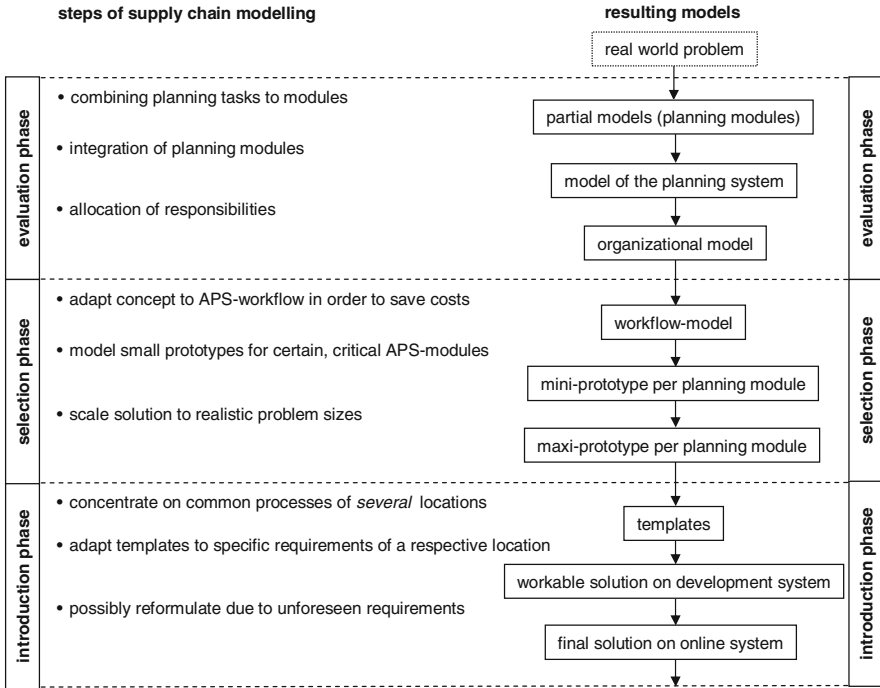 steps of supply chain modelling
resulting models
real world problem
evaluation phase
• combining planning tasks to modules
• integration of planning modules
• allocation of responsibilities
partial models (planning modules)
model of the planning system
organizational model
evaluation phase
selection phase
• adapt concept to APS-workflow in order to save costs
• model small prototypes for certain, critical APS-modules
• scale solution to realistic problem sizes
workflow-model
mini-prototype per planning module
maxi-prototype per planning module
selection phase
introduction phase
• concentrate on common processes of several locations
• adapt templates to specific requirements of a respective location
• possibly reformulate due to unforeseen requirements
templates
workable solution on development system
final solution on online system
introduction phase